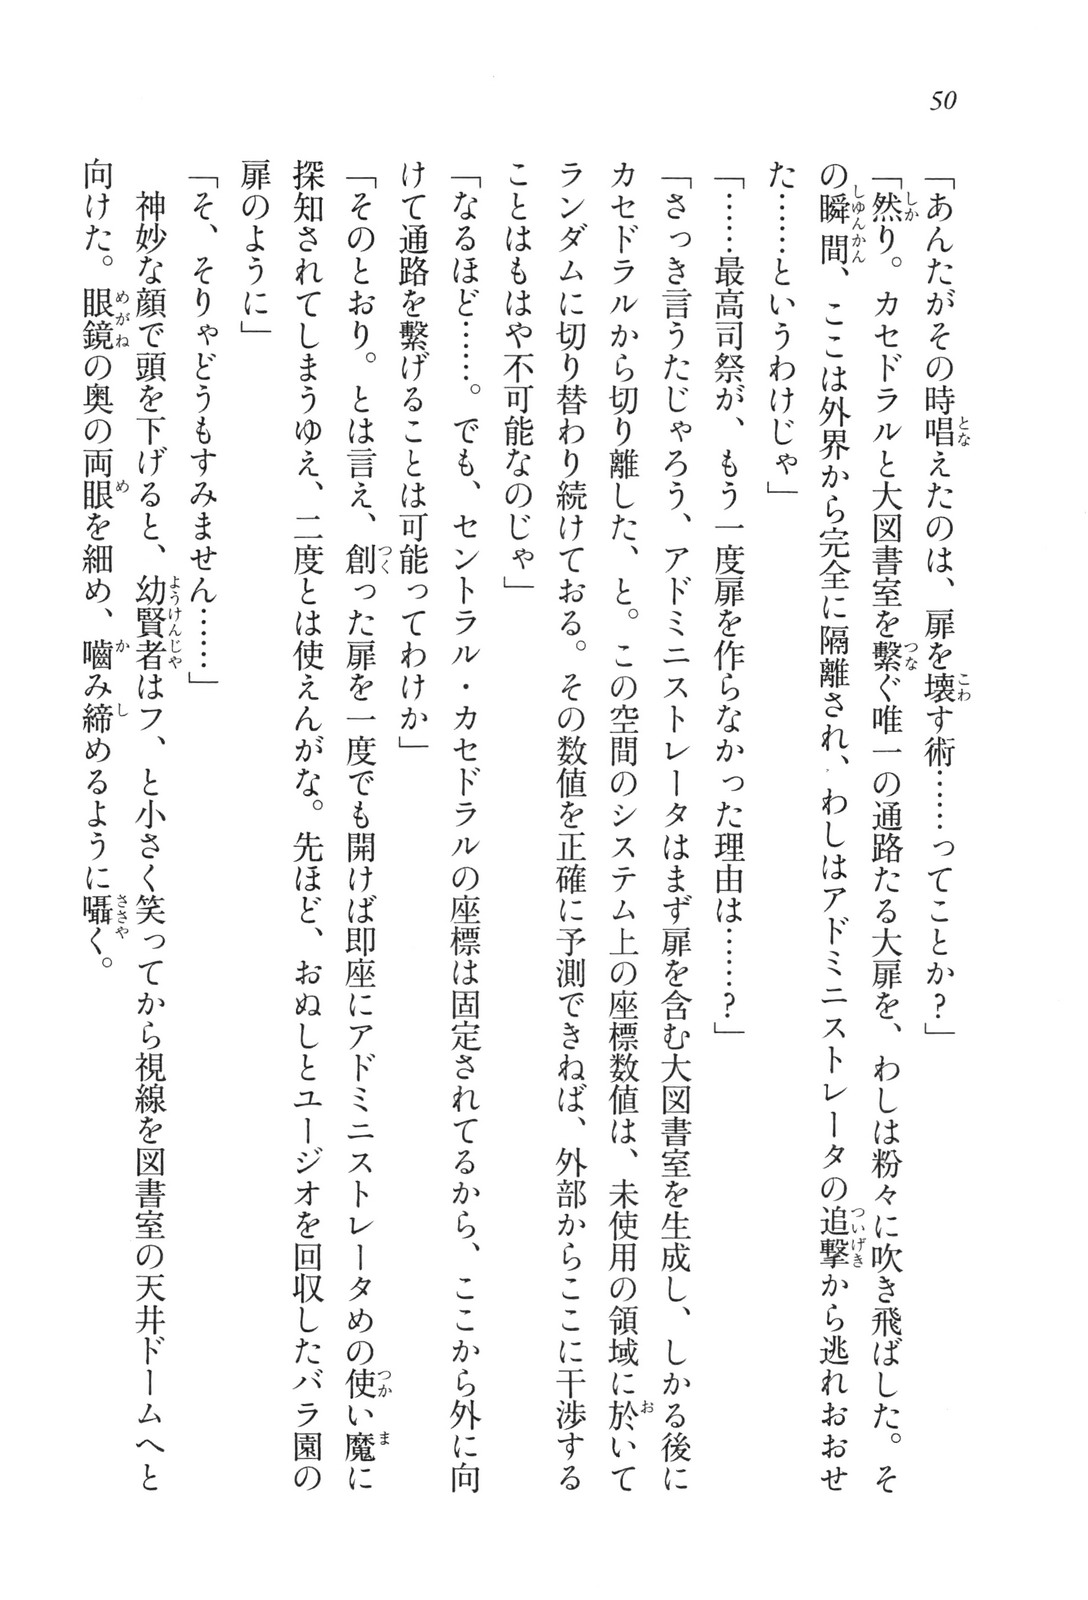 50
「あんたがその時唱えたのは、扉を壊す術……ってことか?」
「然り。カセドラルと大図書室を繋ぐ唯一の通路たる大扉を、わしは粉々に吹き飛ばした。そ
の瞬間、ここは外界から完全に隔離され、わしはアドミニストレータの追撃から逃れおおせ
た……というわけじゃ」
「……最高司祭が、もう一度扉を作らなかった理由は……?」
「さっき言うたじゃろう、アドミニストレータはまず扉を含む大図書室を生成し、しかる後に
カセドラルから切り離した、と。この空間のシステム上の座標数値は、未使用の領域に於いて
ランダムに切り替わり続けておる。その数値を正確に予測できねば、外部からここに干渉する
ことはもはや不可能なのじゃ」
「なるほど……。でも、セントラル・カセドラルの座標は固定されてるから、ここから外に向
けて通路を繋げることは可能ってわけか」
「そのとおり。とは言え、創った扉を一度でも開けば即座にアドミニストレータめの使い魔に
探知されてしまうゆえ、二度とは使えんがな。先ほど、おぬしとユージオを回収したバラ園の
扉のように」
「そ、そりゃどうもすみません……」
神妙な顔で頭を下げると、幼賢者はフ、と小さく笑ってから視線を図書室の天井ドームへと
向けた。眼鏡の奥の両眼を細め、嚙み締めるように囁く。